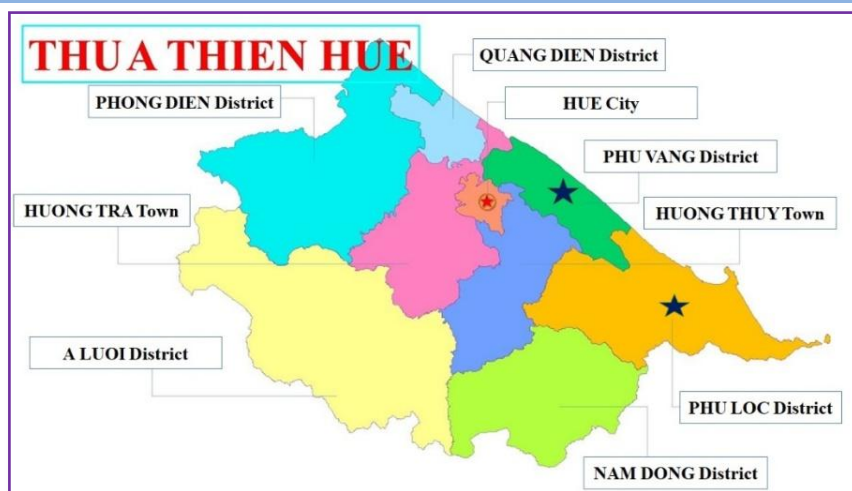 THUA THIEN HUE
QUANG DIEN District
PHONG DIEN District
HUE City
PHU VANG District
HUONG TRA Town
HUONG THUY Town
A LUOI District
PHU LOC District
NAM DONG District